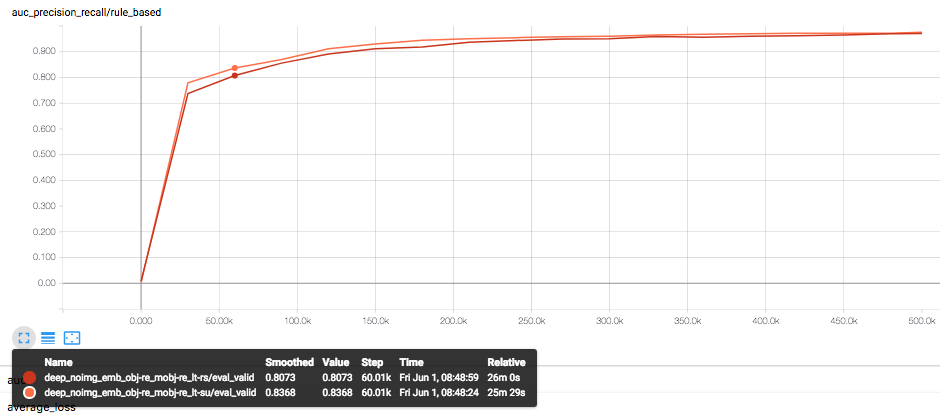 auc_precision_recall/rule_based
0.900
0.800
0.700
0.600
0.500
0.400
0.300
0.200
0.100
0.00
0.000 50.00k 100.0k 150.0k 200.0k 250.0k 300.0k 350.0k 400.0k 450.0k 500.0k
Name Smoothed Value Step Time Relative
deep_noimg_emb_obj-re_mobj-re_lt-rs/eval_valid 0.8073 0.8073 60.01k Fri Jun 1, 08:48:59 26m 0s
deep_noimg_emb_obj-re_mobj-re_lt-su/eval_valid 0.8368 0.8368 60.01k Fri Jun 1, 08:48:24 25m 29s
average_loss